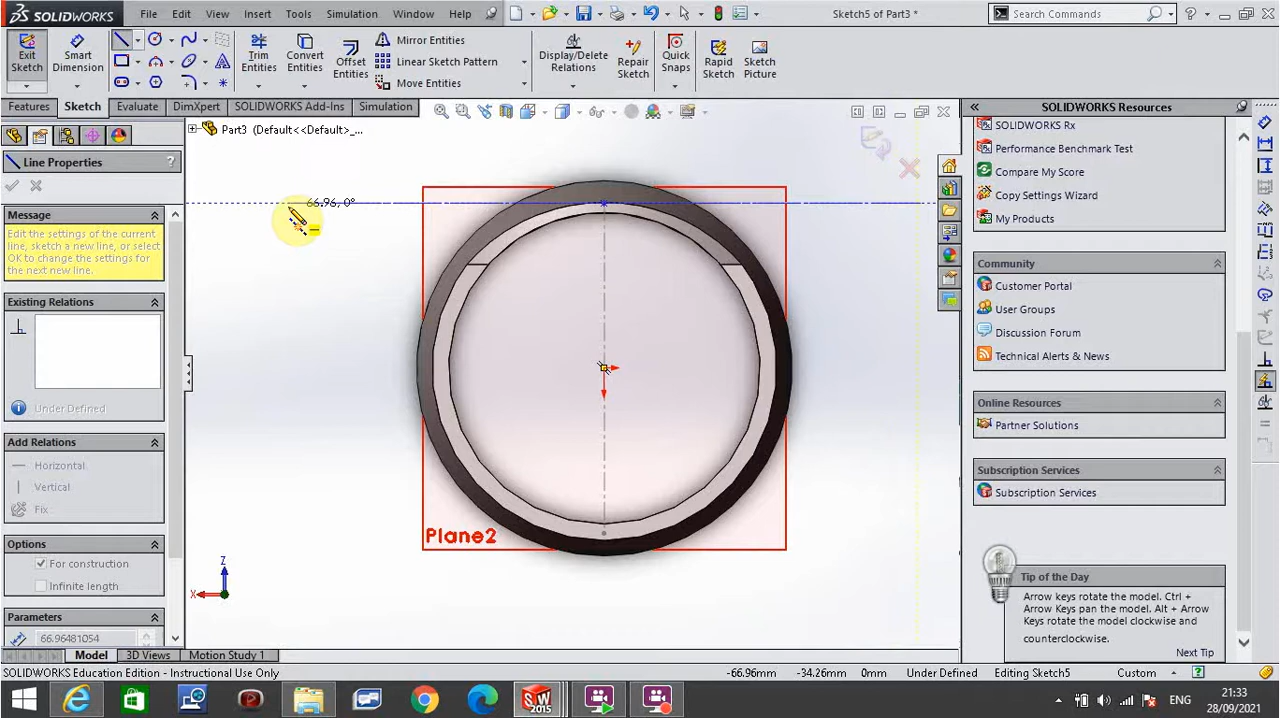 SOLIDWORKS
File
Edit
View
Insert
Tools
Simulation
Window
Help
Sketch5 of Part3 *
Search Commands
Exit
Sketch
Smart
Dimension
Trim
Entities
Convert
Entities
Offset
Entities
Mirror Entities
Linear Sketch Pattern
Move Entities
Display/Delete
Relations
Repair
Sketch
Quick
Snaps
Rapid
Sketch
Sketch
Picture
Features
Sketch
Evaluate
DimXpert
SOLIDWORKS Add-Ins
Simulation
SOLIDWORKS Resources
Part3 (Default<<Default>_...
Line Properties
?
Message
Edit the settings of the current
line, sketch a new line, or select
OK to change the settings for
the next new line.
Existing Relations
Under Defined
Add Relations
Horizontal
Vertical
Fix
Options
For construction
Infinite length
Parameters
66.96481054
66.96, 0°
Plane2
Z
X
SOLIDWORKS Rx
Performance Benchmark Test
Compare My Score
Copy Settings Wizard
My Products
Community
Customer Portal
User Groups
Discussion Forum
Technical Alerts & News
Online Resources
Partner Solutions
Subscription Services
Subscription Services
Tip of the Day
Arrow keys rotate the model. Ctrl +
Arrow Keys pan the model. Alt + Arrow
Keys rotate the model clockwise and
counterclockwise.
Next Tip
Model
3D Views
Motion Study 1
SOLIDWORKS Education Edition - Instructional Use Only
-66.96mm
-34.26mm
0mm
Under Defined
Editing Sketch5
Custom
SW
2015
ENG
21:33
28/09/2021